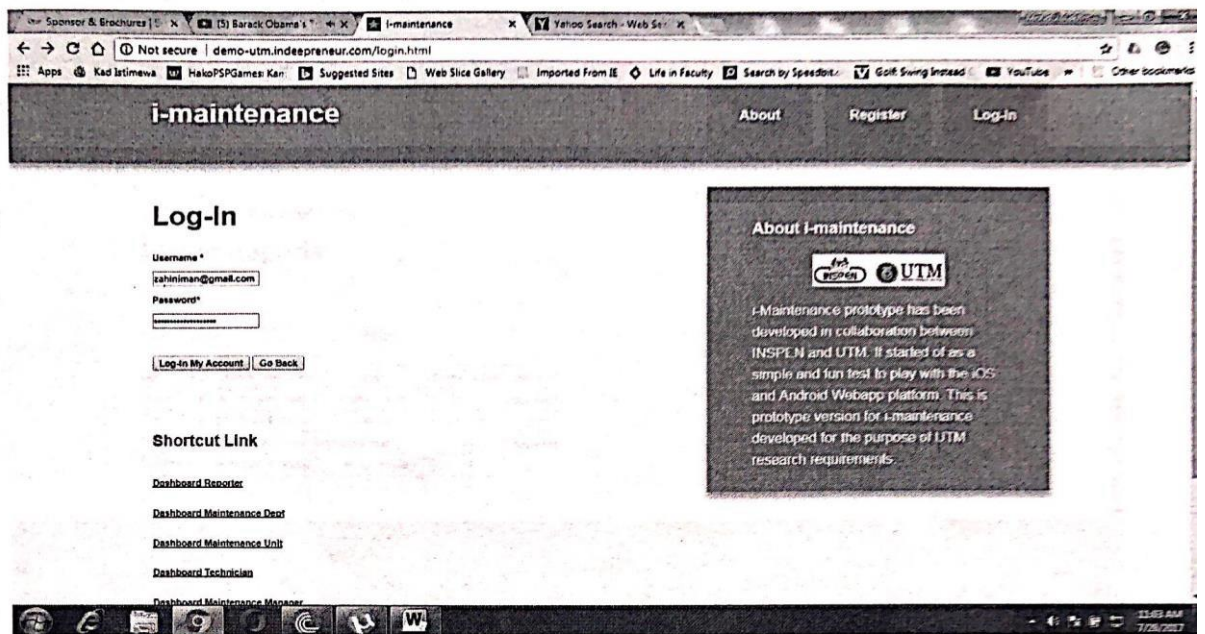 Sponsor & Brochures | S
(5) Barack Obama's "
i-maintenance
Yahoo Search - Web Se
Not secure | demo-utm.indeepreneur.com/login.html
Apps
Kad Istimewa
HakoPSPGames: Kam
Suggested Sites
Web Slice Gallery
Imported From IE
Life in Faculty
Search by Speedbit
Golf Swing Instead
YouTube
»
Other bookmarks
i-maintenance
About
Register
Log-In
Log-In
Username *
zahiniman@gmail.com
Password*
Log-In My Account
Go Back
Shortcut Link
Dashboard Reporter
Dashboard Maintenance Dept
Dashboard Maintenance Unit
Dashboard Technician
Dashboard Maintenance Manager
About i-maintenance
INSPEN
UTM
i-Maintenance prototype has been
developed in collaboration between
INSPEN and UTM. It started of as a
simple and fun test to play with the iOS
and Android Webapp platform. This is
prototype version for i-maintenance
developed for the purpose of UTM
research requirements.
W
11:53 AM